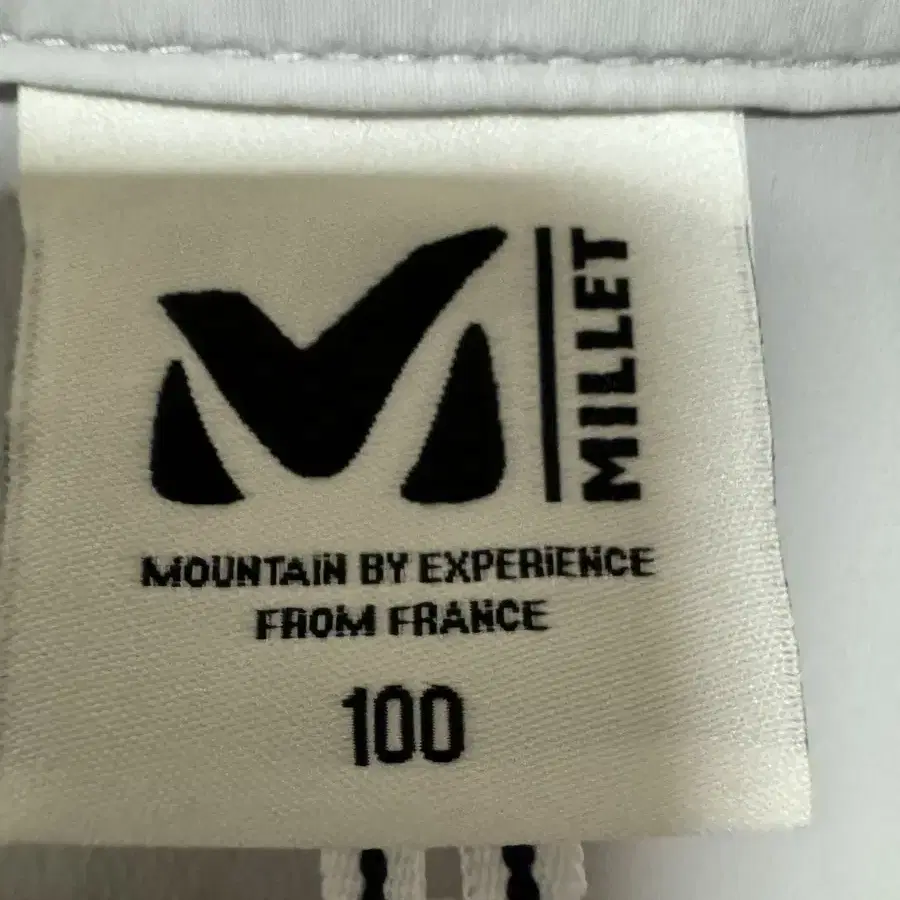 MILLET
MOUNTAIN BY EXPERIENCE
FROM FRANCE
100